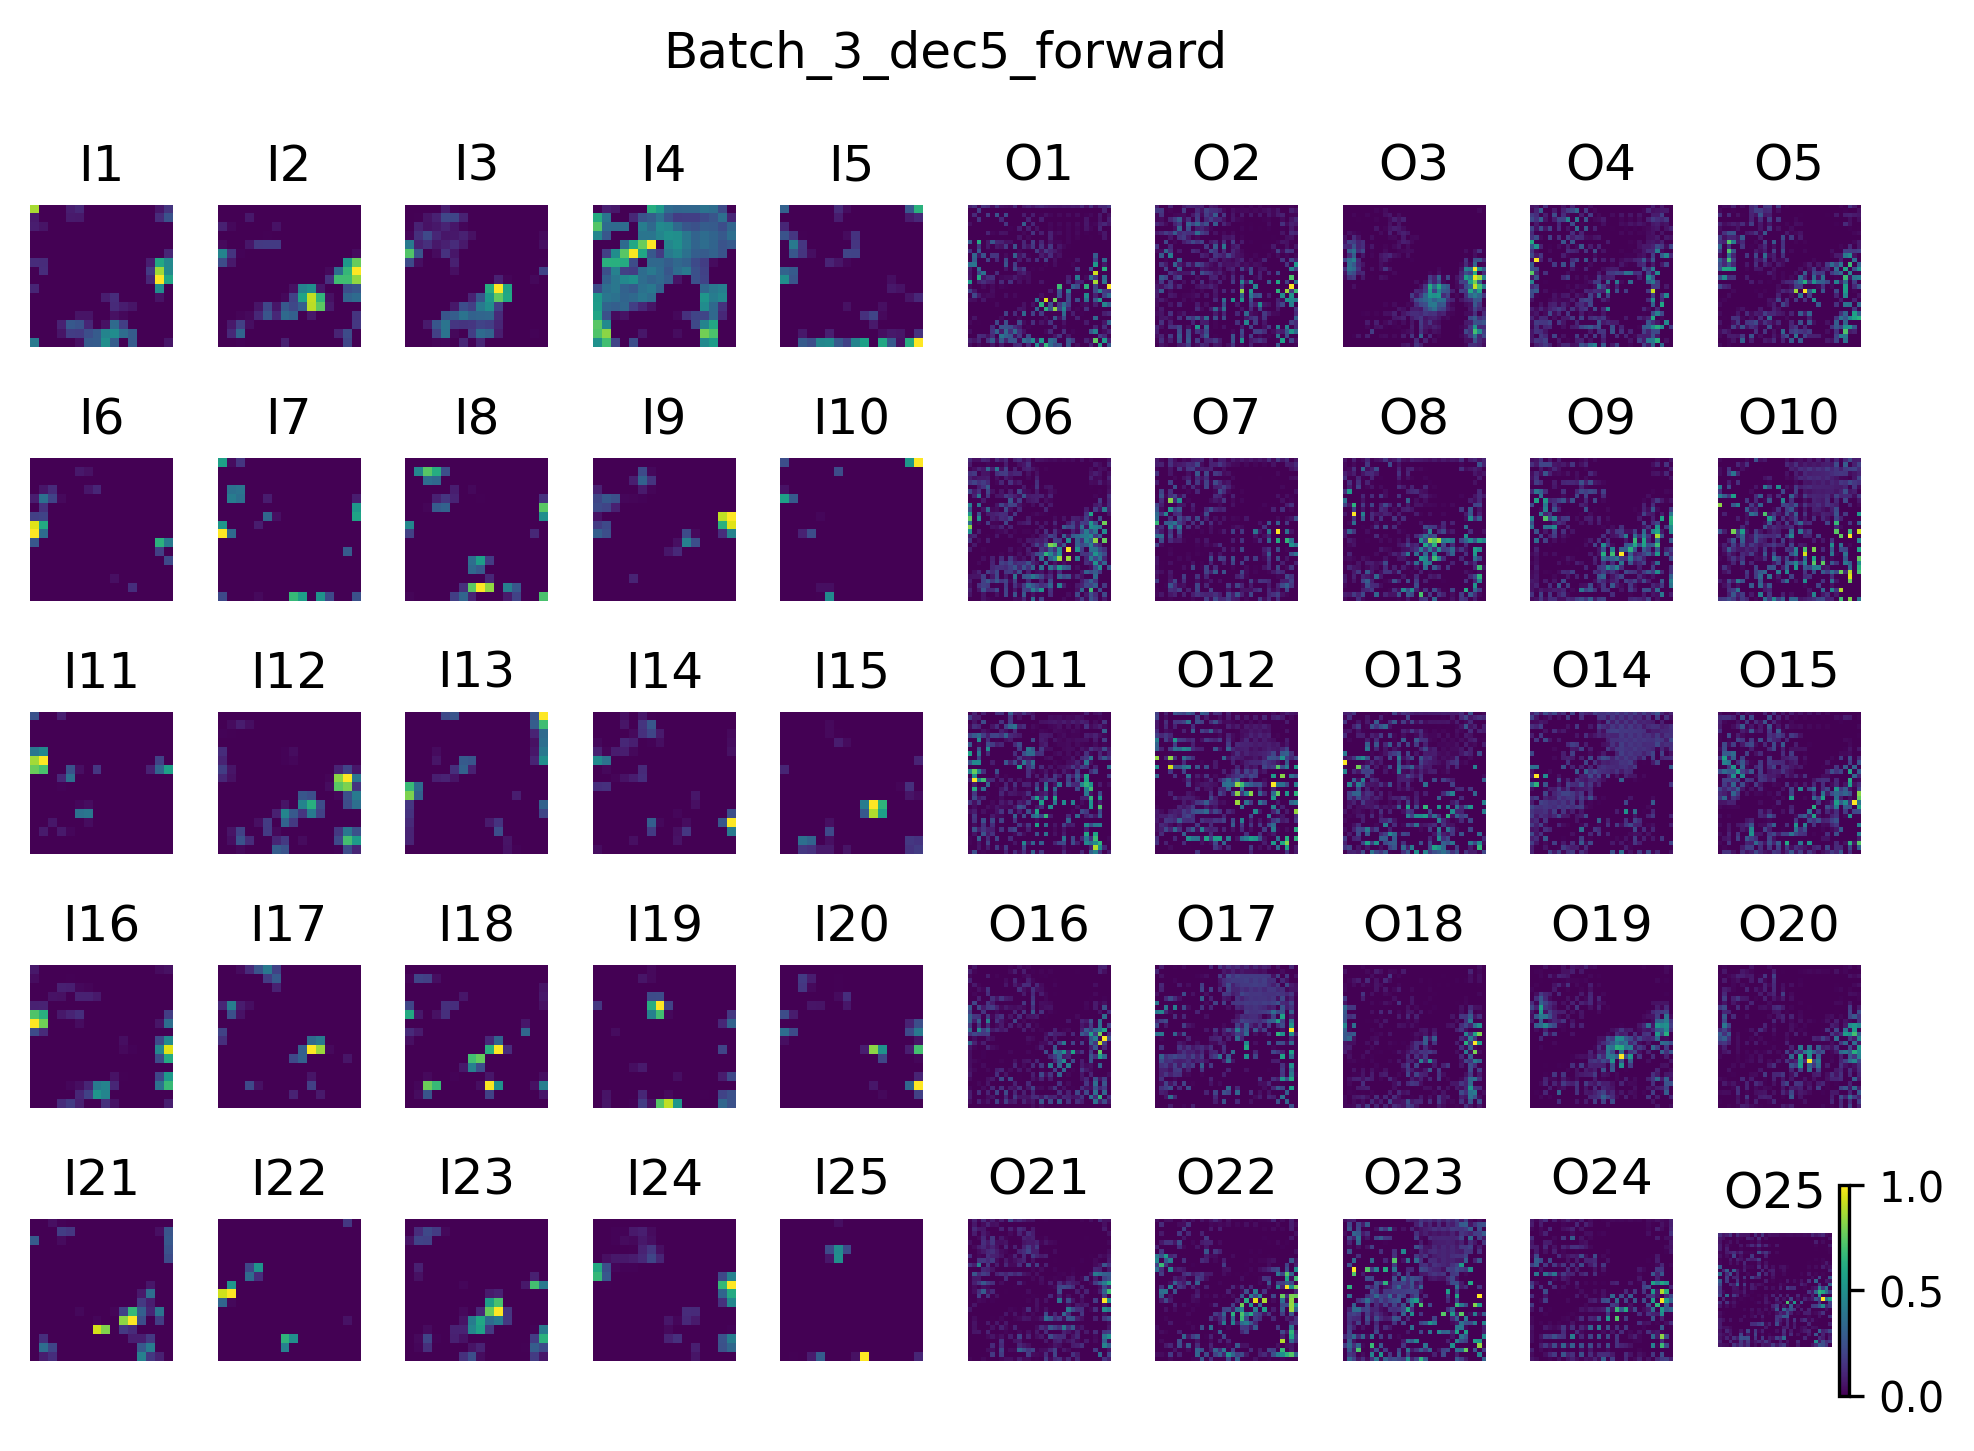 Batch_3_dec5_forward
I1 I2 I3 I4 I5 O1 O2 O3 O4 O5
I6 I7 I8 I9 I10 O6 O7 O8 O9 O10
I11 I12 I13 I14 I15 O11 O12 O13 O14 O15
I16 I17 I18 I19 I20 O16 O17 O18 O19 O20
I21 I22 I23 I24 I25 O21 O22 O23 O24 O25
1.0
0.5
0.0